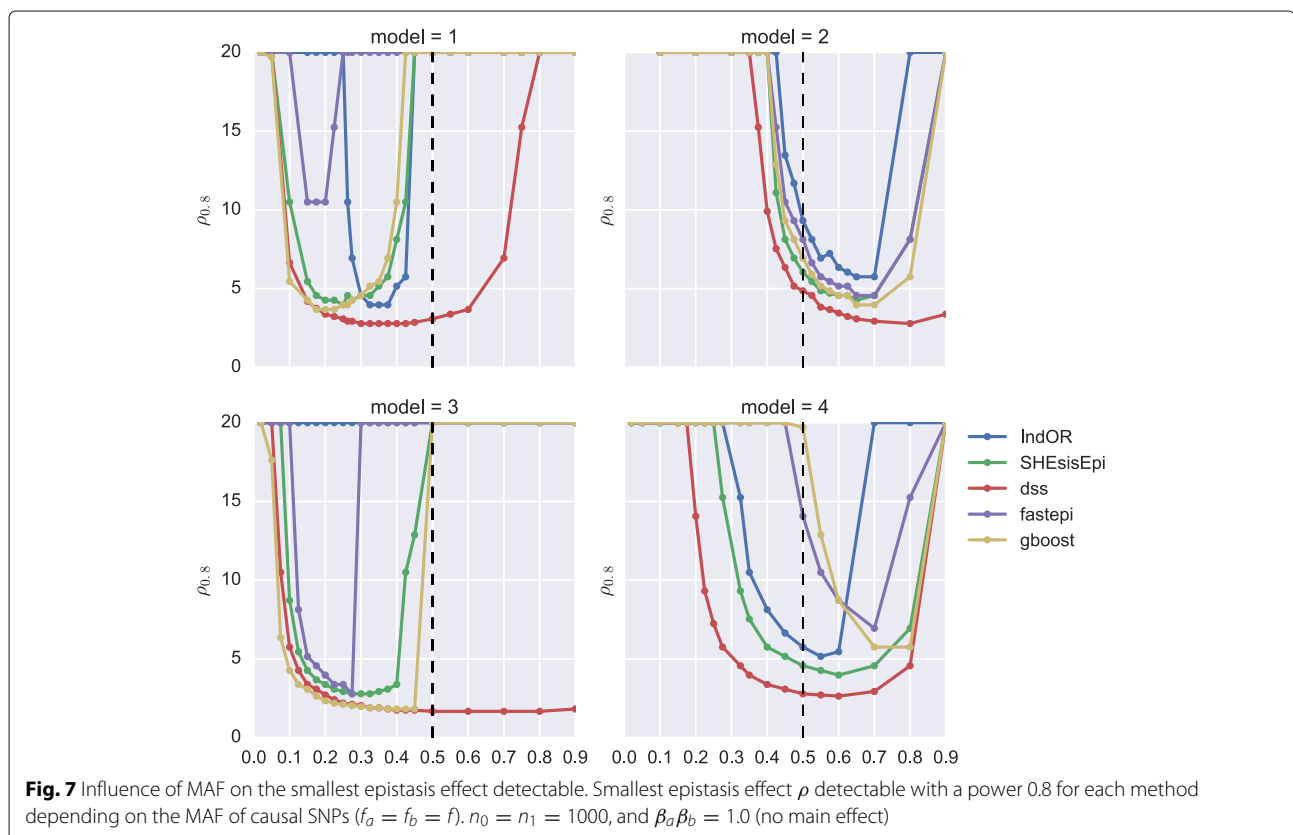 model = 1
model = 2
20
15
10
5
0
ρ0.8
ρ0.8
model = 3
model = 4
20
15
10
5
0
ρ0.8
ρ0.8
0.0 0.1 0.2 0.3 0.4 0.5 0.6 0.7 0.8 0.9
0.0 0.1 0.2 0.3 0.4 0.5 0.6 0.7 0.8 0.9
IndOR
SHEsisEpi
dss
fastepi
gboost
Fig. 7 Influence of MAF on the smallest epistasis effect detectable. Smallest epistasis effect ρ detectable with a power 0.8 for each method
depending on the MAF of causal SNPs (fa = fb = f). n0 = n1 = 1000, and βaβb = 1.0 (no main effect)